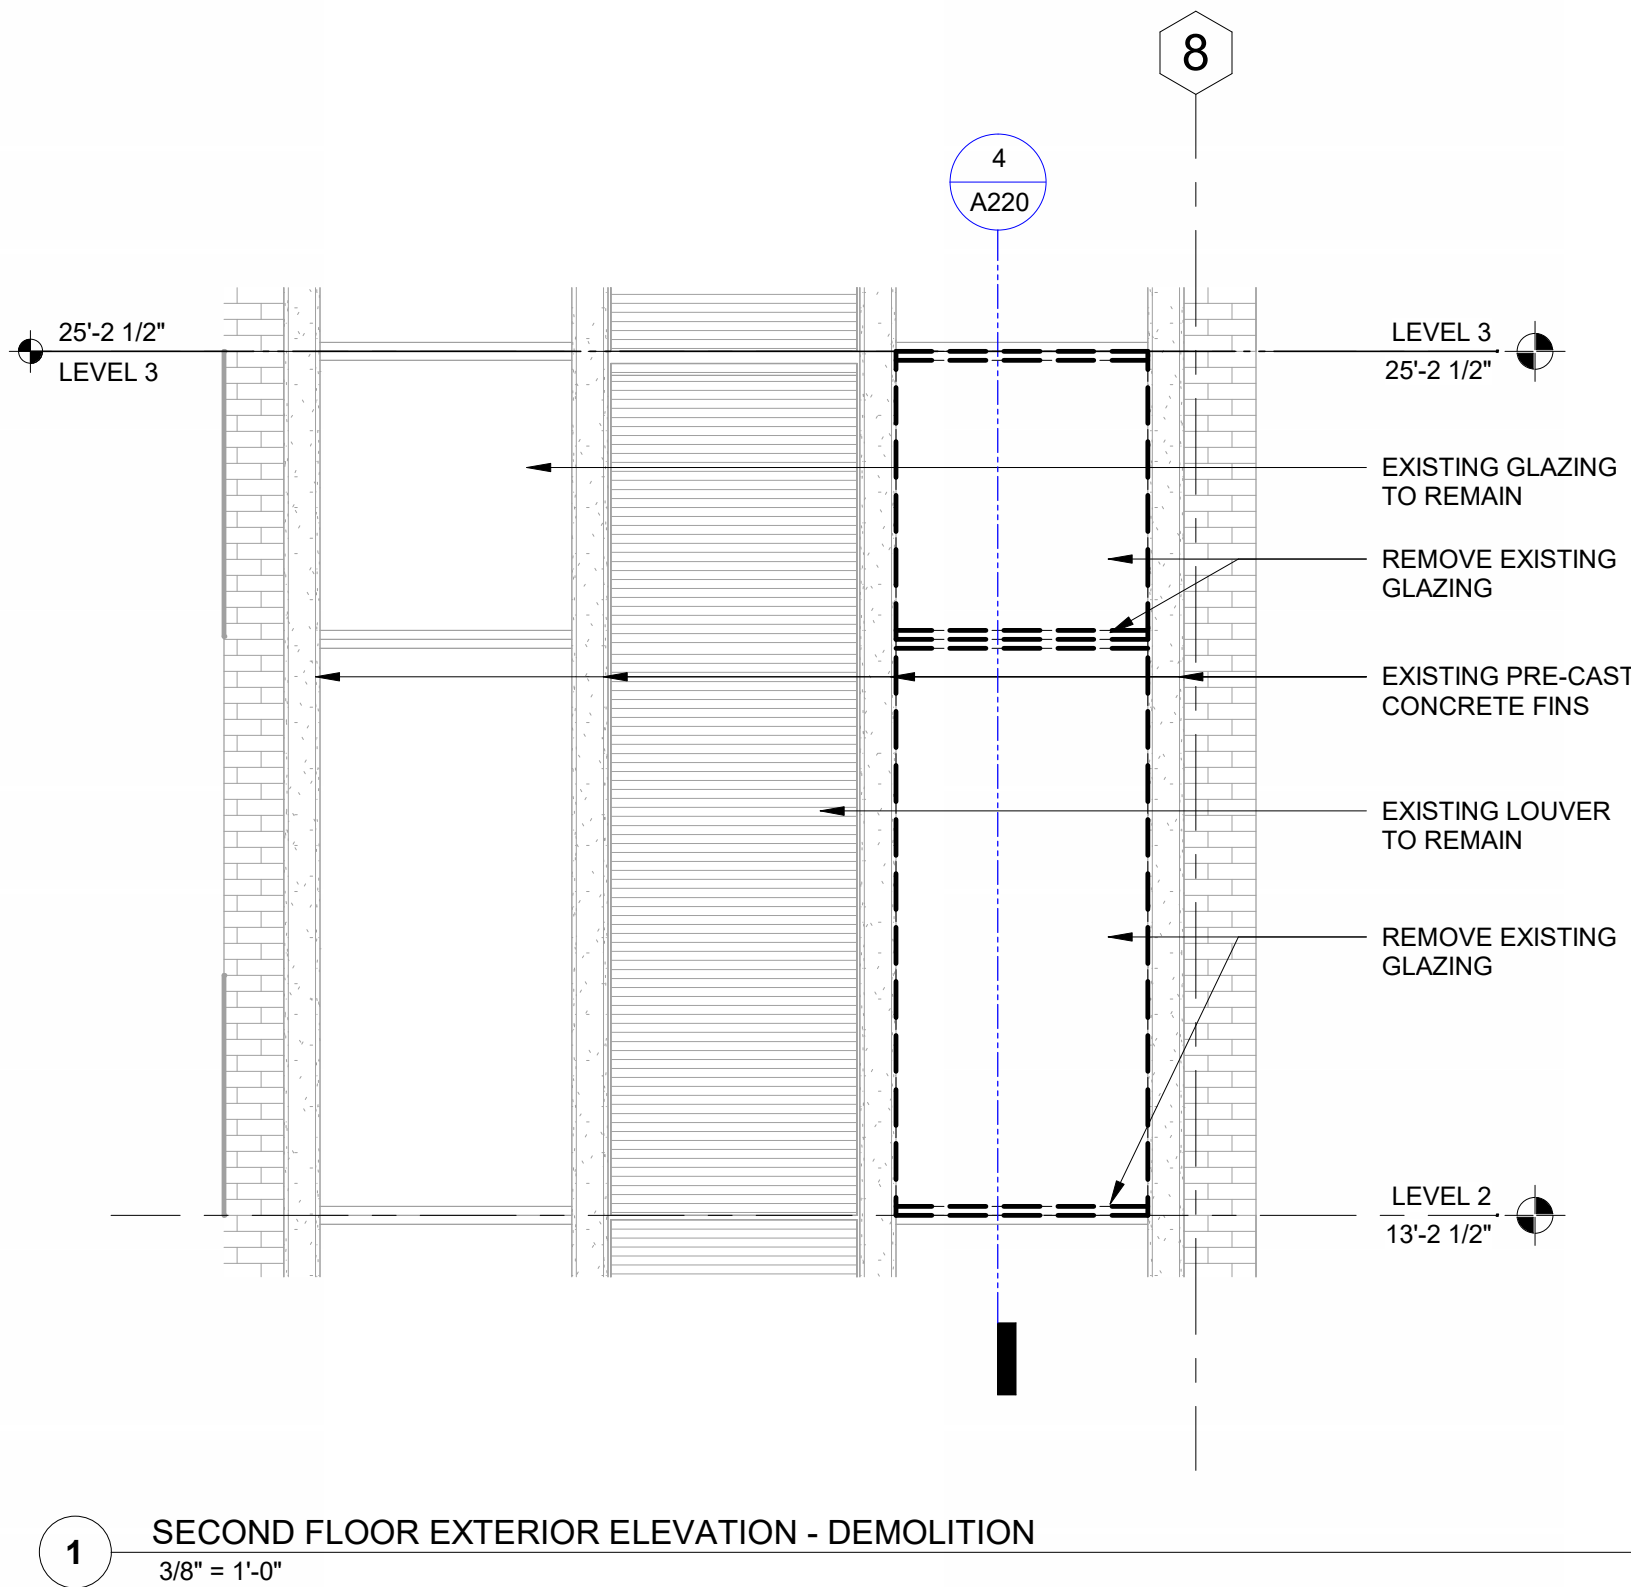 8
4
A220
25'-2 1/2"
LEVEL 3
LEVEL 3
25'-2 1/2"
EXISTING GLAZING
TO REMAIN
REMOVE EXISTING
GLAZING
EXISTING PRE-CAST
CONCRETE FINS
EXISTING LOUVER
TO REMAIN
REMOVE EXISTING
GLAZING
LEVEL 2
13'-2 1/2"
1
SECOND FLOOR EXTERIOR ELEVATION - DEMOLITION
3/8" = 1'-0"